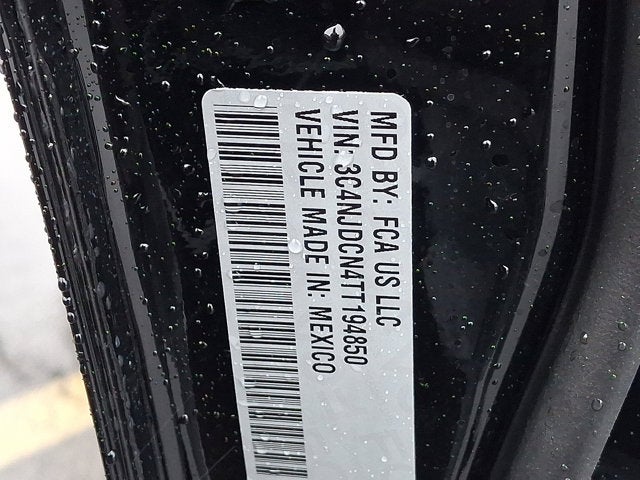 MFD BY: FCA US LLC
VIN: 3C4NJDCN4TT194850
VEHICLE MADE IN: MEXICO